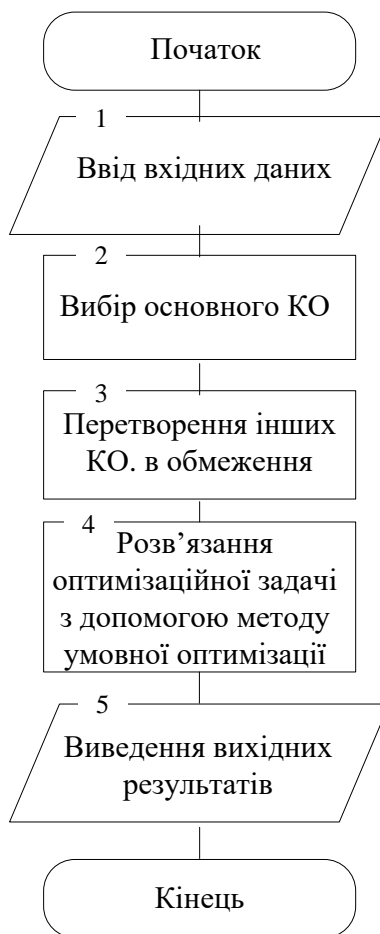 Початок
1
Ввід вхідних даних
2
Вибір основного КО
3
Перетворення інших
КО. в обмеження
4
Розв’язання
оптимізаційної задачі
з допомогою методу
умовної оптимізації
5
Виведення вихідних
результатів
Кінець